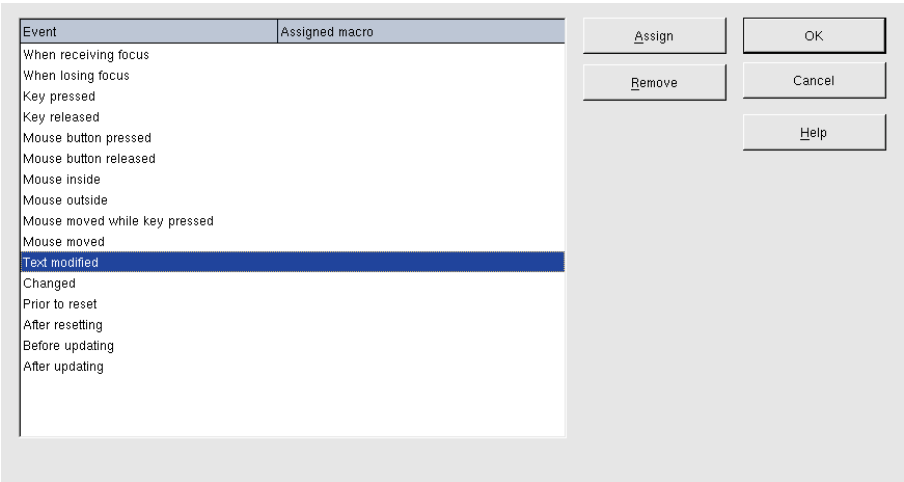 Event Assigned macro
When receiving focus
When losing focus
Key pressed
Key released
Mouse button pressed
Mouse button released
Mouse inside
Mouse outside
Mouse moved while key pressed
Mouse moved
Text modified
Changed
Prior to reset
After resetting
Before updating
After updating
Assign
Remove
OK
Cancel
Help